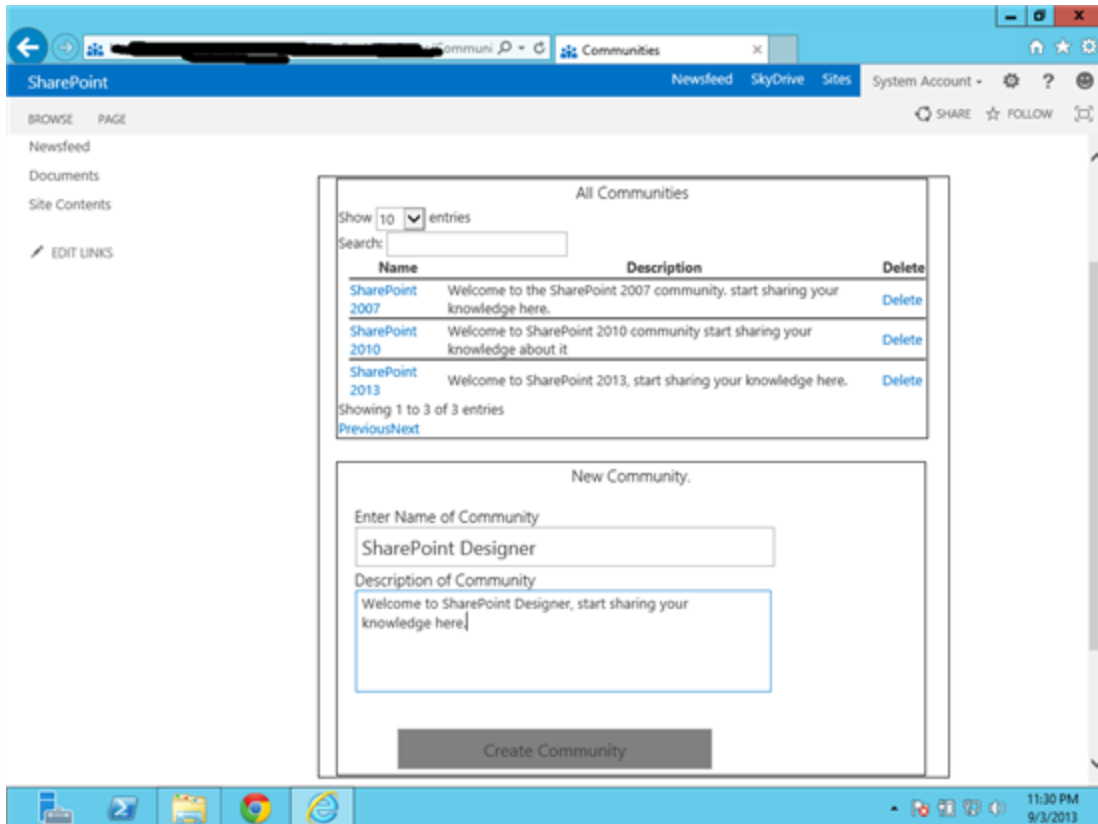 Communi
Communities
SharePoint
Newsfeed SkyDrive Sites System Account ?
BROWSE PAGE
SHARE FOLLOW
Newsfeed
Documents
Site Contents
EDIT LINKS
All Communities
Show 10 entries
Search:
Name Description Delete
SharePoint 2007 Welcome to the SharePoint 2007 community. start sharing your
knowledge here. Delete
SharePoint 2010 Welcome to SharePoint 2010 community start sharing your
knowledge about it Delete
SharePoint 2013 Welcome to SharePoint 2013, start sharing your knowledge here. Delete
Showing 1 to 3 of 3 entries
PreviousNext
New Community.
Enter Name of Community
SharePoint Designer
Description of Community
Welcome to SharePoint Designer, start sharing your
knowledge here.
Create Community
11:30 PM
9/3/2013